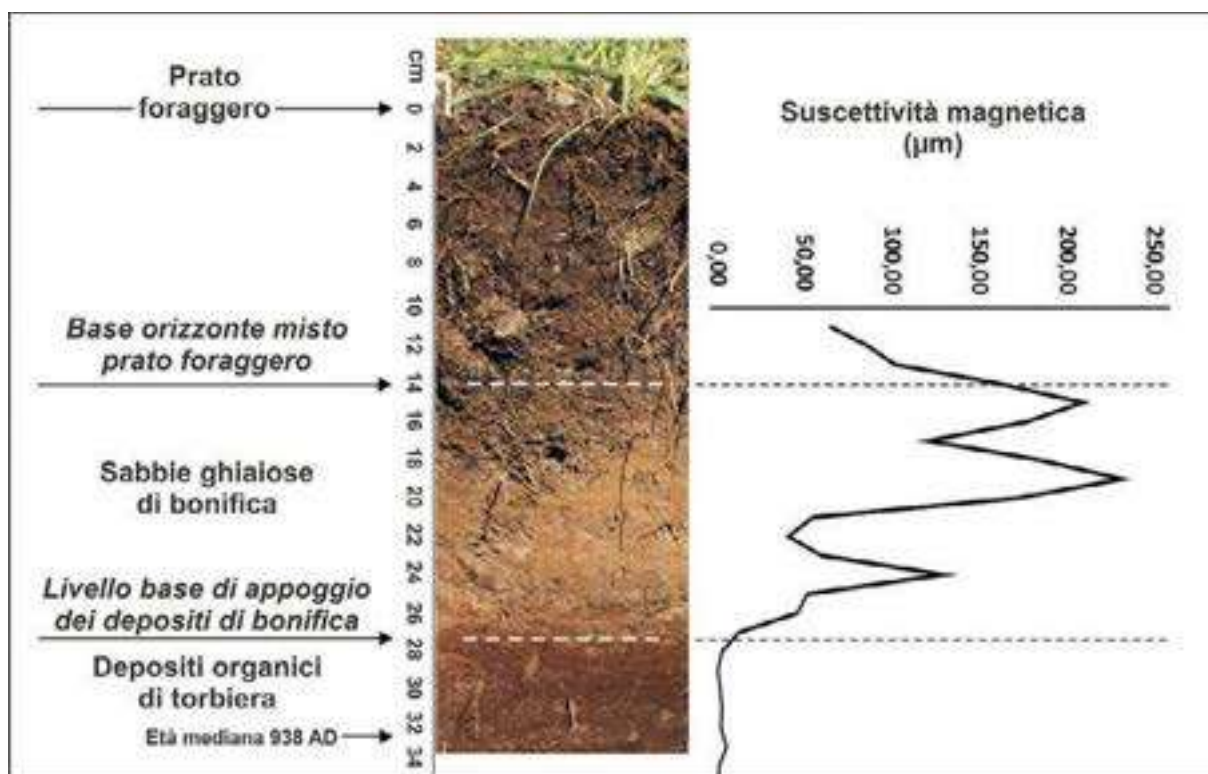 Prato
foraggero
Base orizzonte misto
prato foraggero
Sabbie ghiaiose
di bonifica
Livello base di appoggio
dei depositi di bonifica
Depositi organici
di torbiera
Età mediana 938 AD
cm
0
2
4
6
8
10
12
14
16
18
20
22
24
26
28
30
32
34
Suscettività magnetica
(µm)
0,00
50,00
100,00
150,00
200,00
250,00